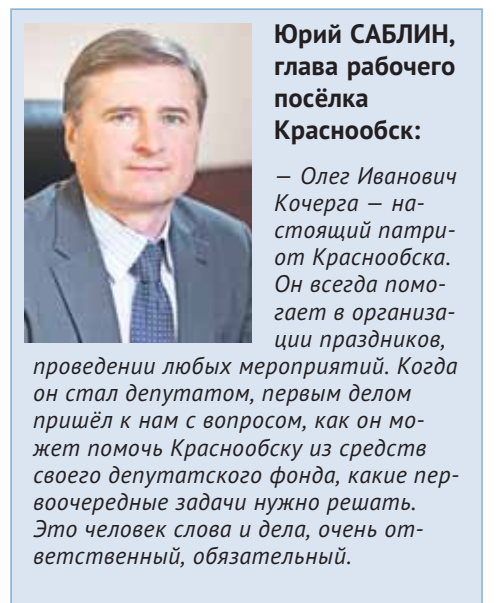 Юрий САБЛИН,
глава рабочего
посёлка
Краснообск:
— Олег Иванович
Кочерга — на-
стоящий патри-
от Краснообска.
Он всегда помо-
гает в организа-
ции праздников,
проведении любых мероприятий. Когда
он стал депутатом, первым делом
пришёл к нам с вопросом, как он мо-
жет помочь Краснообску из средств
своего депутатского фонда, какие пер-
воочередные задачи нужно решать.
Это человек слова и дела, очень от-
ветственный, обязательный.